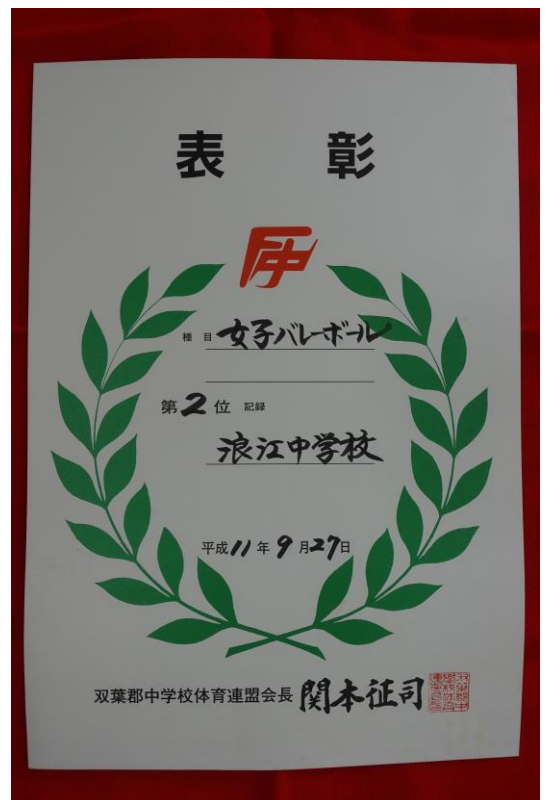 表 彰
種目 女子バレーボール
第2位 記録
浪江中学校
平成11年9月27日
双葉郡中学校体育連盟会長 関本征司